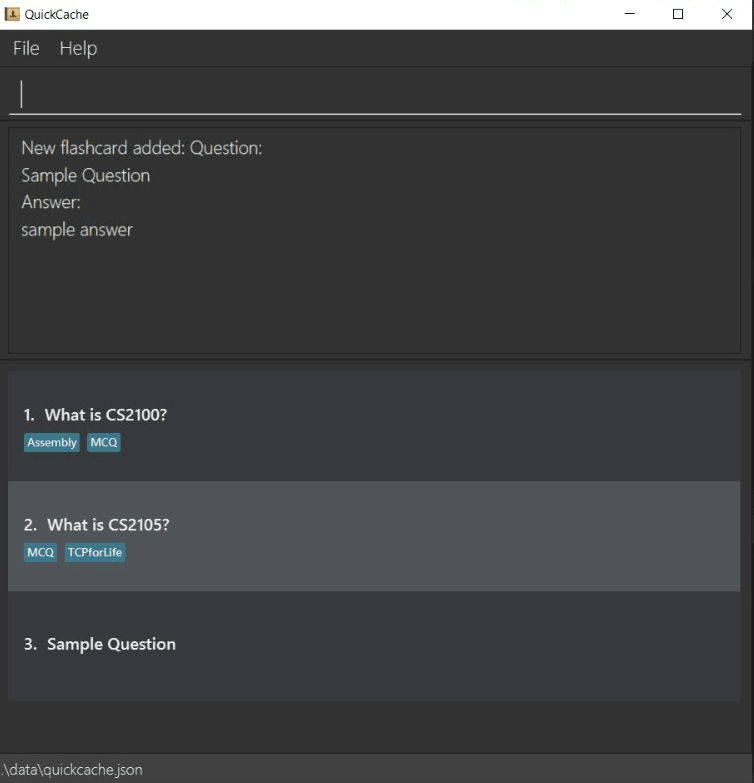 QuickCache
File Help
New flashcard added: Question:
Sample Question
Answer:
sample answer
1. What is CS2100?
Assembly MCQ
2. What is CS2105?
MCQ TCPforLife
3. Sample Question
.\data\quickcache.json